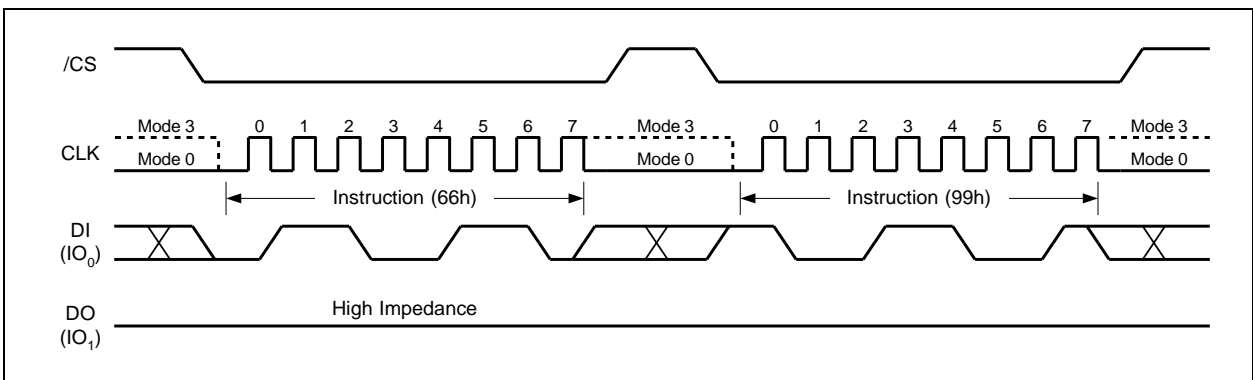 /CS
CLK
Mode 3 0 1 2 3 4 5 6 7 Mode 3 0 1 2 3 4 5 6 7 Mode 3
Mode 0 Mode 0 Mode 0
Instruction (66h) Instruction (99h)
DI
(IO₀)
DO
(IO₁)
High Impedance